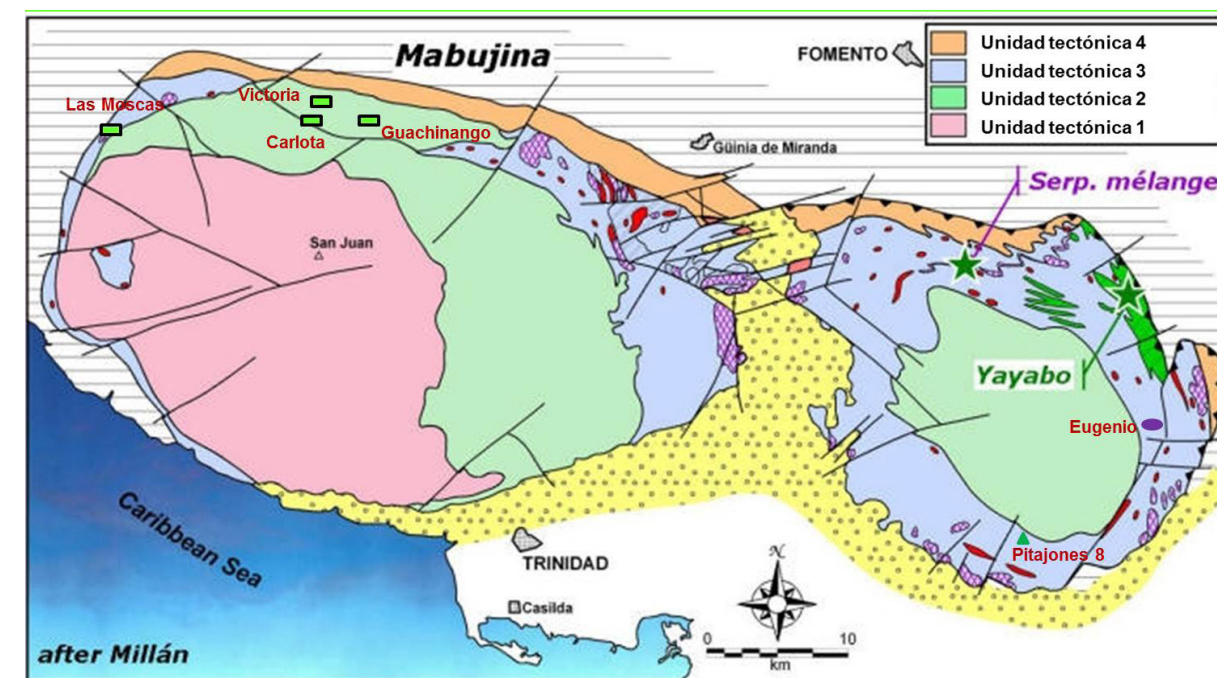 Mabujina
FOMENTO
Unidad tectónica 4
Unidad tectónica 3
Unidad tectónica 2
Unidad tectónica 1
Las Moscas
Victoria
Carlota
Guachinango
Güinia de Miranda
Serp. mélange
San Juan
Yayabo
Eugenio
Caribbean Sea
Pitajones 8
TRINIDAD
Casilda
N
0 10
km
after Millán